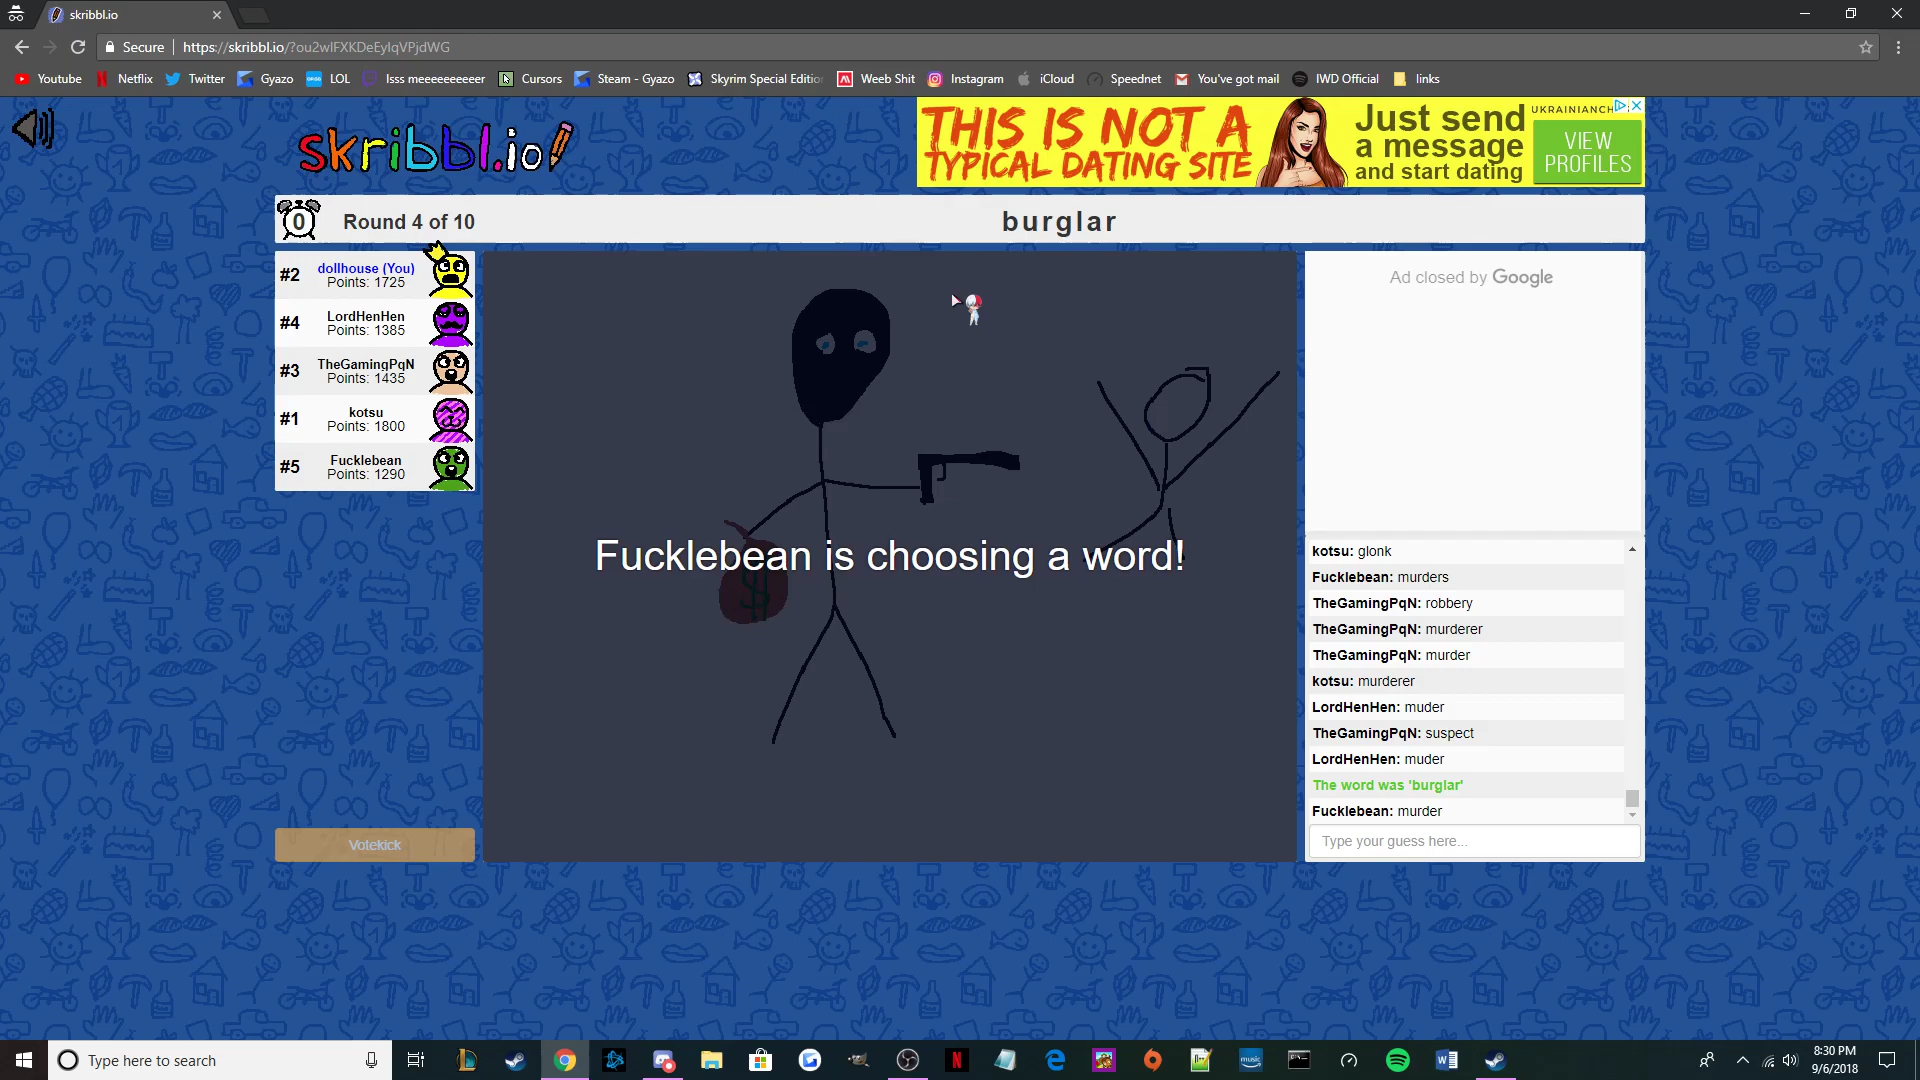 skribbl.io
Secure
https://skribbl.io/?ou2wIFXKDeEyIqVPjdWG
Youtube
Netflix
Twitter
Gyazo
LOL
Isss meeeeeeeeeer
Cursors
Steam - Gyazo
Skyrim Special Edition
Weeb Shit
Instagram
iCloud
Speednet
You've got mail
IWD Official
links
skribbl.io
THIS IS NOT A
TYPICAL DATING SITE
Just send
a message
and start dating
UKRAINIANCH
VIEW
PROFILES
0
Round 4 of 10
burglar
#2
dollhouse (You)
Points: 1725
#4
LordHenHen
Points: 1385
#3
TheGamingPqN
Points: 1435
#1
kotsu
Points: 1800
#5
Fucklebean
Points: 1290
Votekick
$
Fucklebean is choosing a word!
Ad closed by Google
kotsu: glonk
Fucklebean: murders
TheGamingPqN: robbery
TheGamingPqN: murderer
TheGamingPqN: murder
kotsu: murderer
LordHenHen: muder
TheGamingPqN: suspect
LordHenHen: muder
The word was 'burglar'
Fucklebean: murder
Type your guess here...
Type here to search
8:30 PM
9/6/2018